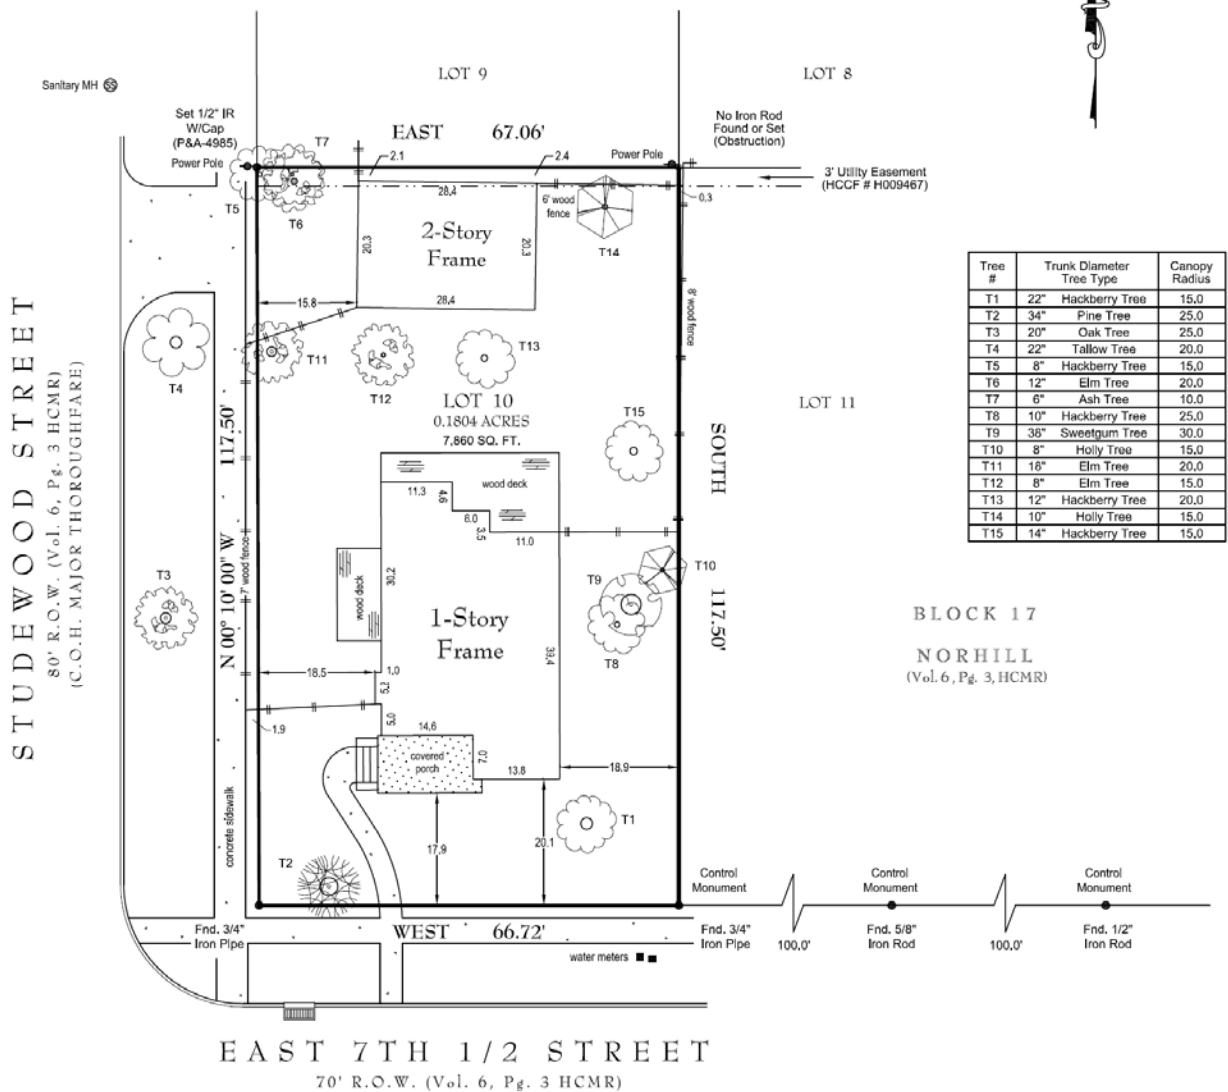 LOT 9
LOT 8
Sanitary MH SS
Set 1/2" IR
W/Cap
(P&A-4985)
T7
EAST 67.06'
No Iron Rod
Found or Set
(Obstruction)
Power Pole
2.1
2.4
Power Pole
3' Utility Easement
(HCCF # H009467)
T5
T6
28.4
6' wood
fence
0.3
T14
20.3
2-Story
Frame
20.3
15.8
28.4
8' wood fence
T11
T12
T13
T4
LOT 10
0.1804 ACRES
7,860 SQ. FT.
LOT 11
T15
Tree
#
Trunk Diameter
Tree Type
Canopy
Radius
T1 22" Hackberry Tree 15.0
T2 34" Pine Tree 25.0
T3 20" Oak Tree 25.0
T4 22" Tallow Tree 20.0
T5 8" Hackberry Tree 15.0
T6 12" Elm Tree 20.0
T7 6" Ash Tree 10.0
T8 10" Hackberry Tree 25.0
T9 38" Sweetgum Tree 30.0
T10 8" Holly Tree 15.0
T11 18" Elm Tree 20.0
T12 8" Elm Tree 15.0
T13 12" Hackberry Tree 20.0
T14 10" Holly Tree 15.0
T15 14" Hackberry Tree 15.0
STUDEWOOD STREET
80' R.O.W. (Vol. 6, Pg. 3 HCMR)
(C.O.H. MAJOR THOROUGHFARE)
N 00° 10' 00" W 117.50'
SOUTH 117.50'
wood deck
11.3
4.6
6.0
3.5
11.0
7' wood fence
T3
wood deck
30.2
T9
T10
T8
1-Story
Frame
39.4
BLOCK 17
NORHILL
(Vol. 6, Pg. 3, HCMR)
18.5
1.0
5.2
1.9
5.0
14.6
covered
porch
7.0
13.8
18.9
concrete sidewalk
17.9
20.1
T1
T2
Control
Monument
Control
Monument
Control
Monument
Fnd. 3/4"
Iron Pipe
WEST 66.72'
Fnd. 3/4"
Iron Pipe
100.0'
Fnd. 5/8"
Iron Rod
100.0'
Fnd. 1/2"
Iron Rod
water meters
EAST 7TH 1/2 STREET
70' R.O.W. (Vol. 6, Pg. 3 HCMR)